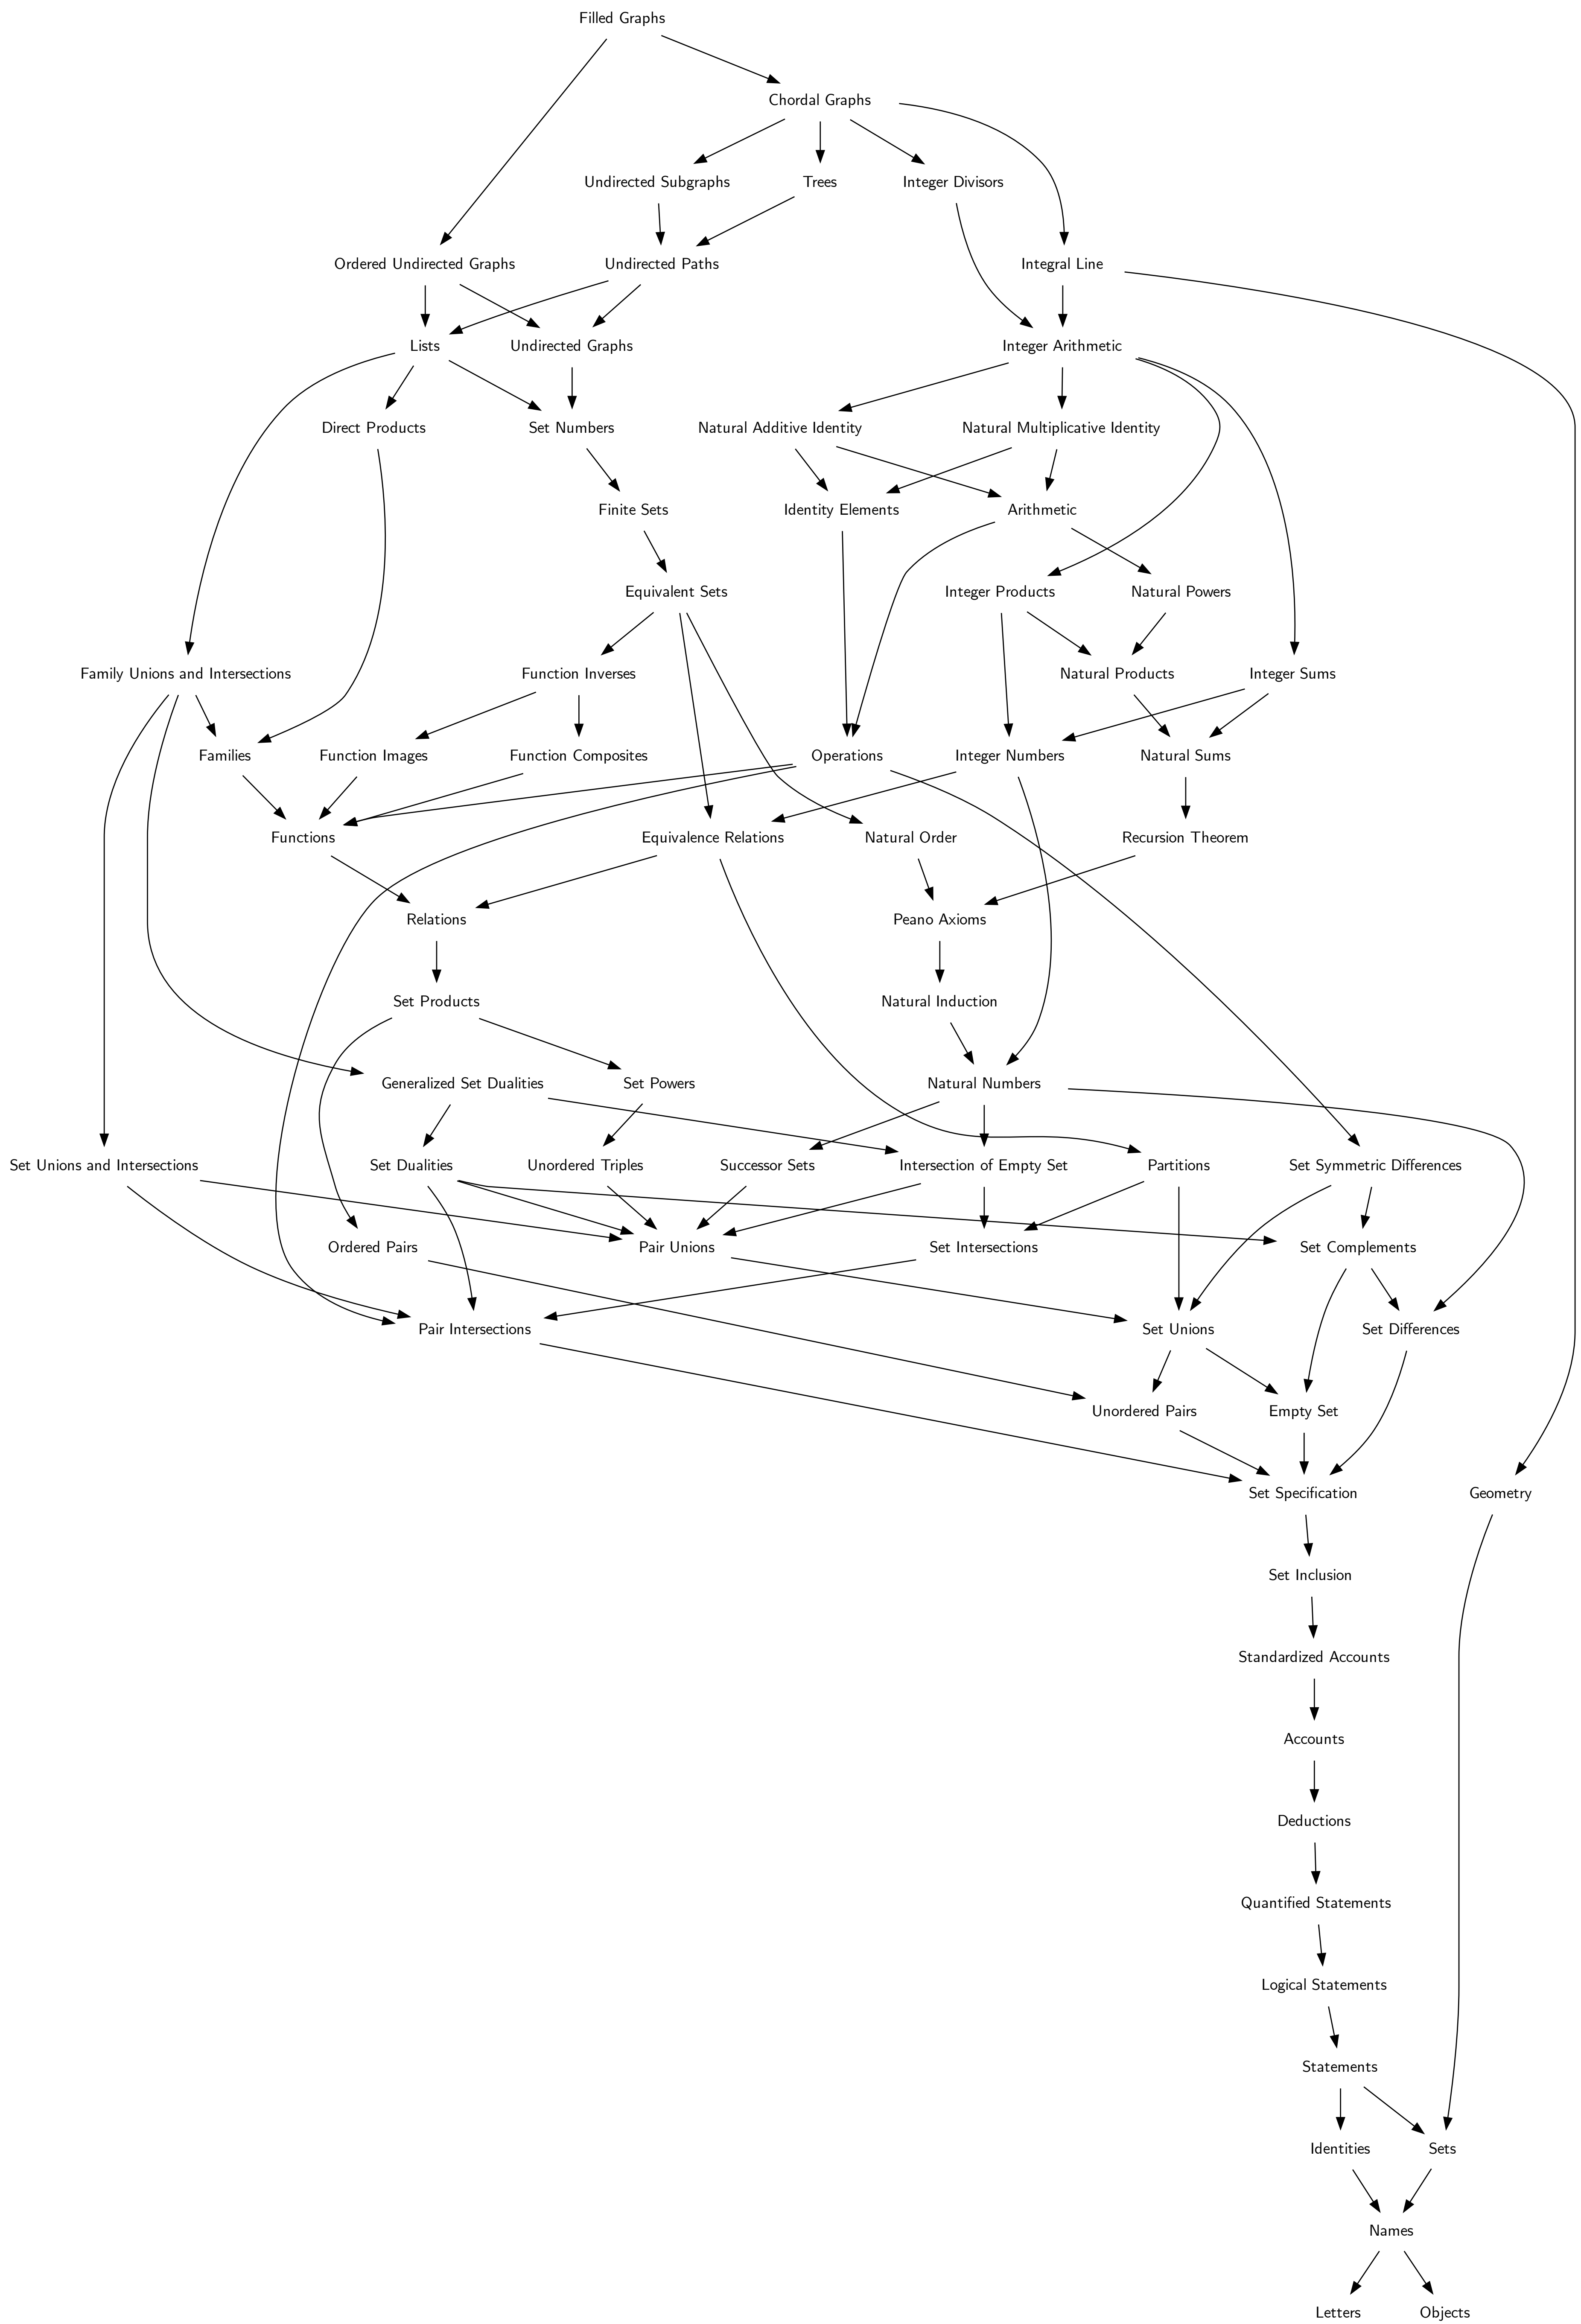 Filled Graphs
Chordal Graphs
Undirected Subgraphs
Trees
Integer Divisors
Ordered Undirected Graphs
Undirected Paths
Integral Line
Lists
Undirected Graphs
Integer Arithmetic
Direct Products
Set Numbers
Natural Additive Identity
Natural Multiplicative Identity
Finite Sets
Identity Elements
Arithmetic
Equivalent Sets
Integer Products
Natural Powers
Family Unions and Intersections
Function Inverses
Natural Products
Integer Sums
Families
Function Images
Function Composites
Operations
Integer Numbers
Natural Sums
Functions
Equivalence Relations
Natural Order
Recursion Theorem
Relations
Peano Axioms
Set Products
Natural Induction
Generalized Set Dualities
Set Powers
Natural Numbers
Set Unions and Intersections
Set Dualities
Unordered Triples
Successor Sets
Intersection of Empty Set
Partitions
Set Symmetric Differences
Ordered Pairs
Pair Unions
Set Intersections
Set Complements
Pair Intersections
Set Unions
Set Differences
Unordered Pairs
Empty Set
Set Specification
Geometry
Set Inclusion
Standardized Accounts
Accounts
Deductions
Quantified Statements
Logical Statements
Statements
Identities
Sets
Names
Letters
Objects